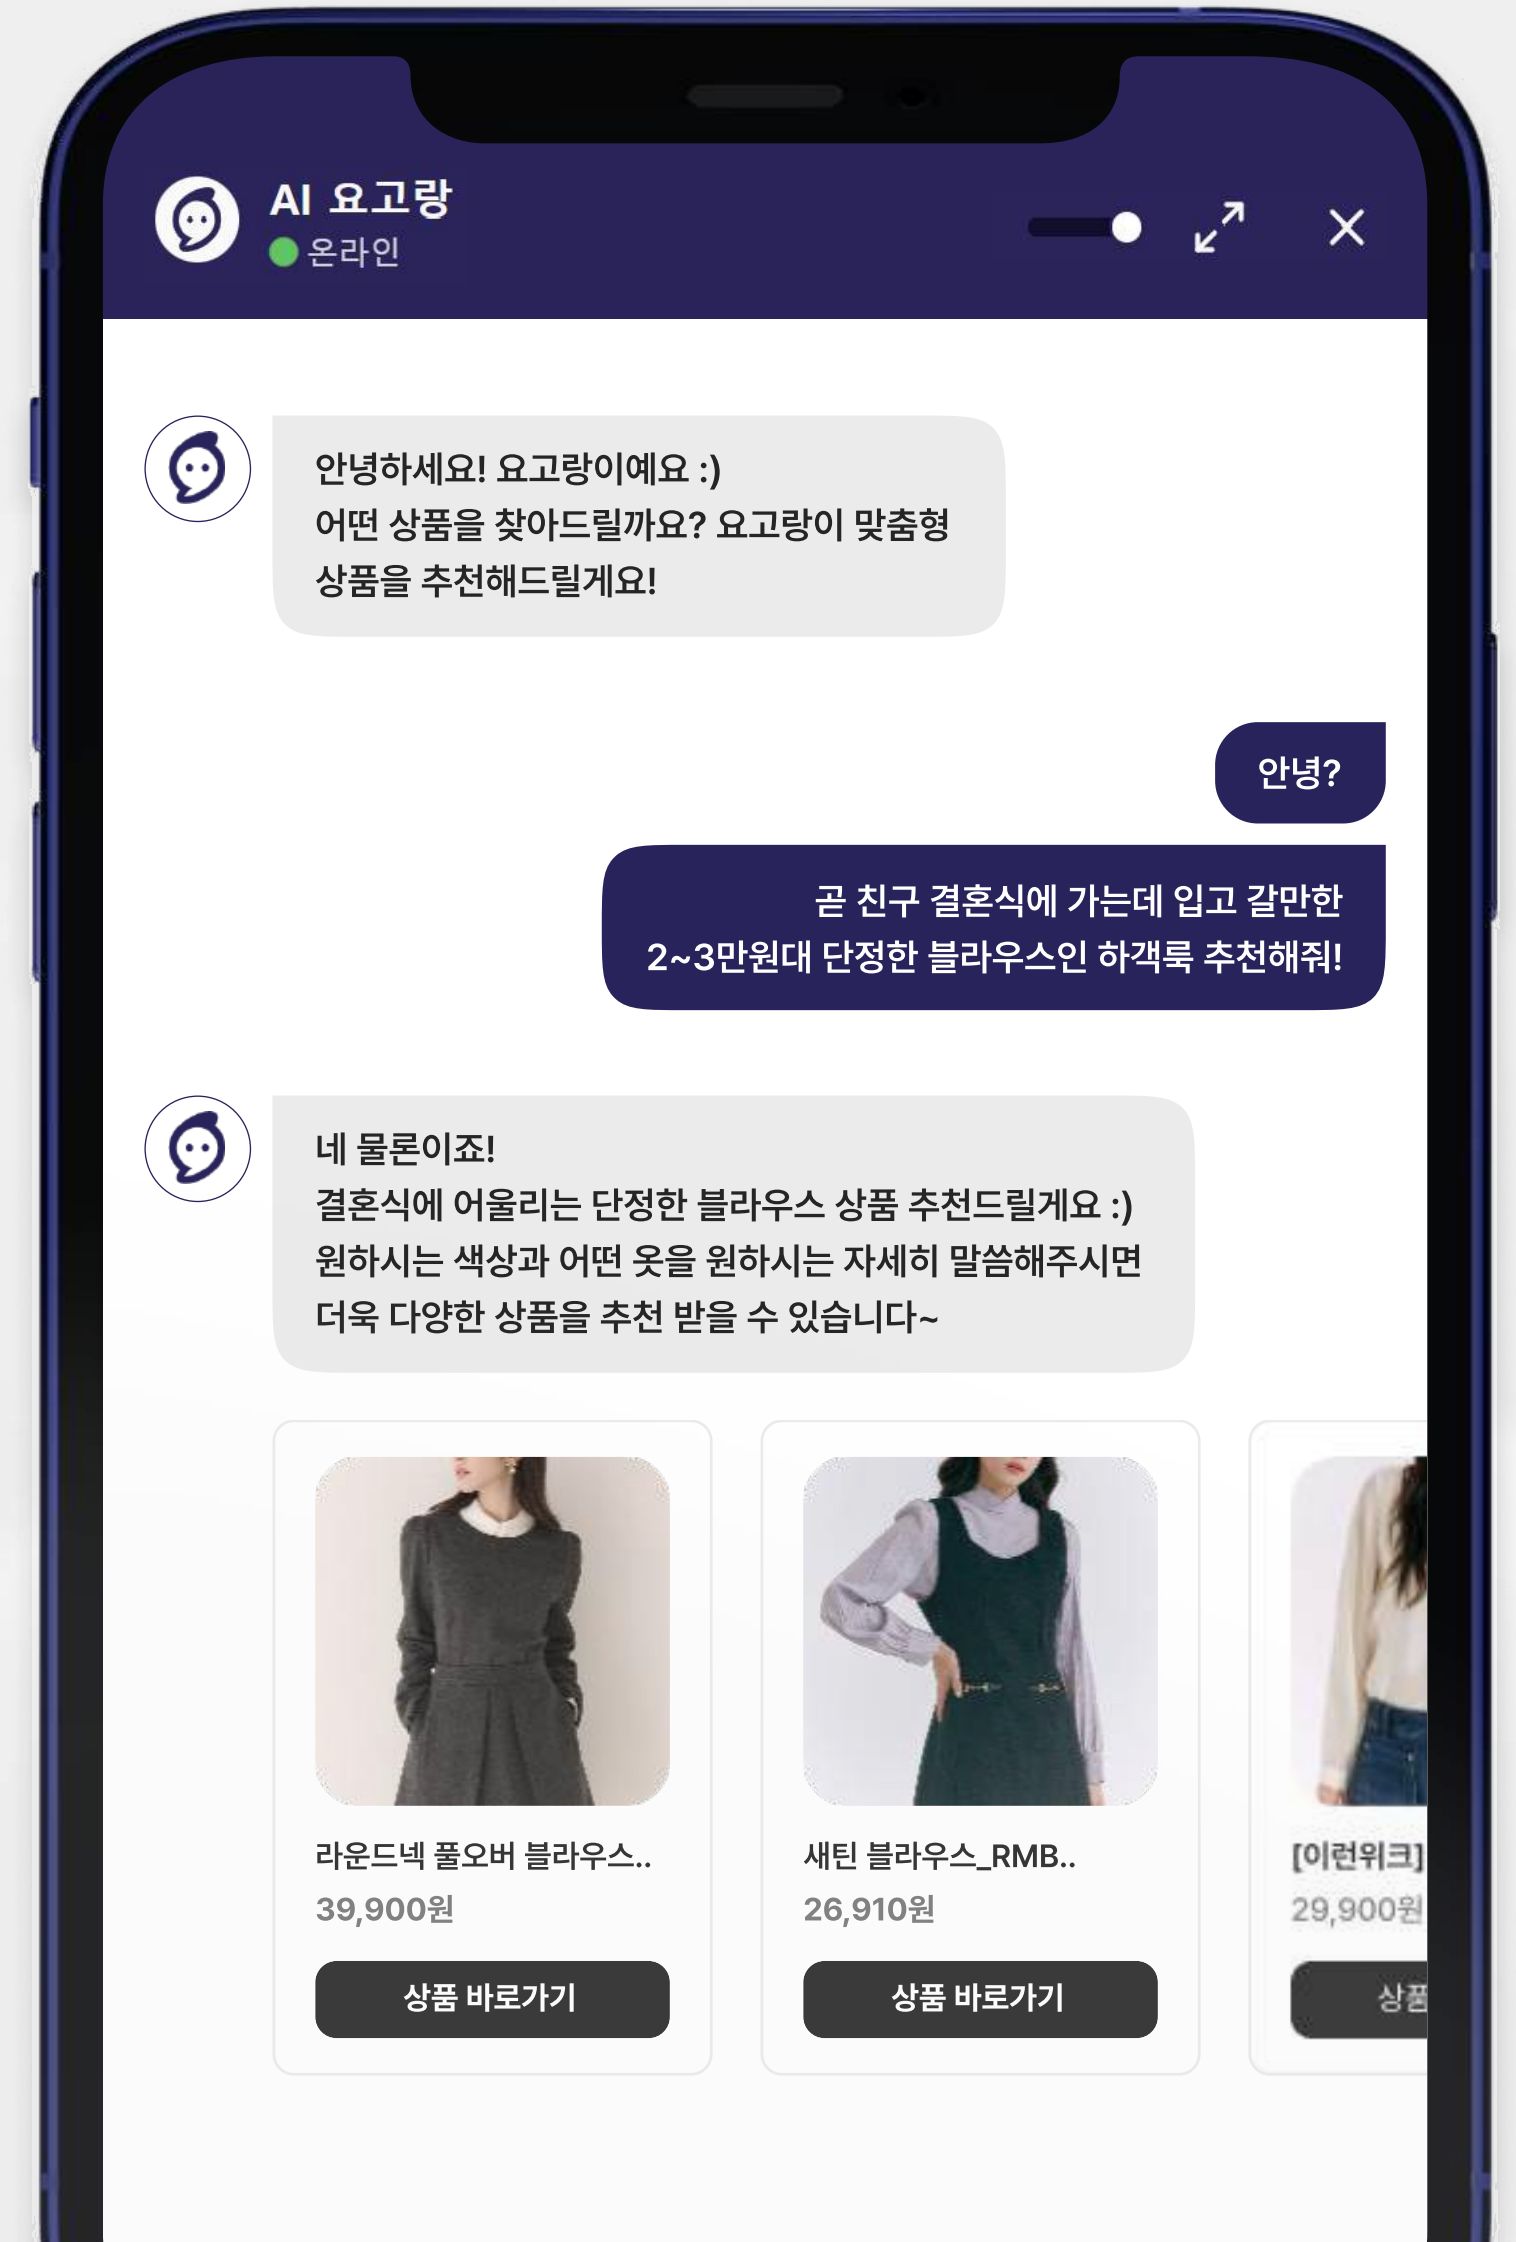 AI 요고랑
온라인
안녕하세요! 요고랑이예요 :)
어떤 상품을 찾아드릴까요? 요고랑이 맞춤형
상품을 추천해드릴게요!
안녕?
곧 친구 결혼식에 가는데 입고 갈만한
2~3만원대 단정한 블라우스인 하객룩 추천해줘!
네 물론이죠!
결혼식에 어울리는 단정한 블라우스 상품 추천드릴게요 :)
원하시는 색상과 어떤 옷을 원하시는 자세히 말씀해주시면
더욱 다양한 상품을 추천 받을 수 있습니다~
라운드넥 풀오버 블라우스..
39,900원
상품 바로가기
새틴 블라우스_RMB..
26,910원
상품 바로가기
[이런위크]
29,900원
상품